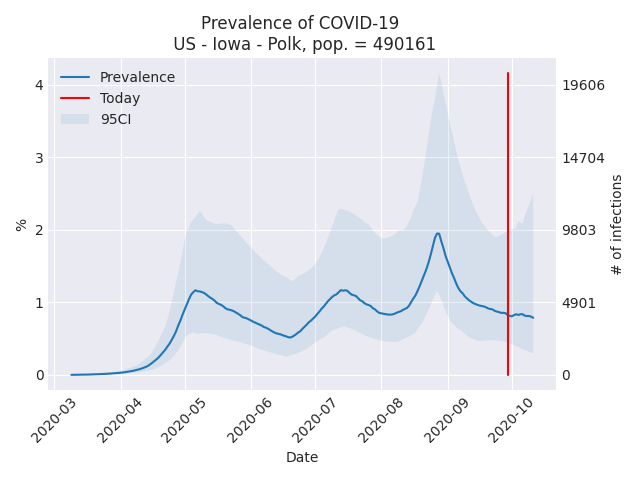 Prevalence of COVID-19
US - Iowa - Polk, pop. = 490161
Prevalence
Today
95CI
4
3
2
1
0
%
19606
14704
9803
4901
0
# of infections
2020-03
2020-04
2020-05
2020-06
2020-07
2020-08
2020-09
2020-10
Date